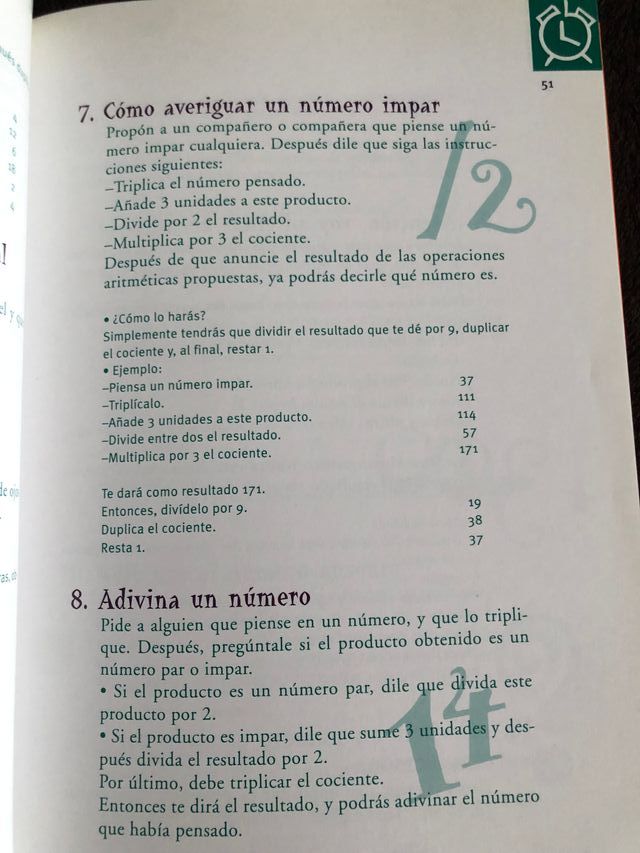 51
7. Cómo averiguar un número impar
Propón a un compañero o compañera que piense un nú-
mero impar cualquiera. Después dile que siga las instruc-
ciones siguientes:
–Triplica el número pensado.
–Añade 3 unidades a este producto.
–Divide por 2 el resultado.
–Multiplica por 3 el cociente.
Después de que anuncie el resultado de las operaciones
aritméticas propuestas, ya podrás decirle qué número es.
/2
• ¿Cómo lo harás?
Simplemente tendrás que dividir el resultado que te dé por 9, duplicar
el cociente y, al final, restar 1.
• Ejemplo:
–Piensa un número impar. 37
–Triplícalo. 111
–Añade 3 unidades a este producto. 114
–Divide entre dos el resultado. 57
–Multiplica por 3 el cociente. 171
Te dará como resultado 171.
Entonces, divídelo por 9. 19
Duplica el cociente. 38
Resta 1. 37
8. Adivina un número
Pide a alguien que piense en un número, y que lo tripli-
que. Después, pregúntale si el producto obtenido es un
número par o impar.
• Si el producto es un número par, dile que divida este
producto por 2.
• Si el producto es impar, dile que sume 3 unidades y des-
pués divida el resultado por 2.
Por último, debe triplicar el cociente.
Entonces te dirá el resultado, y podrás adivinar el número
que había pensado.
14